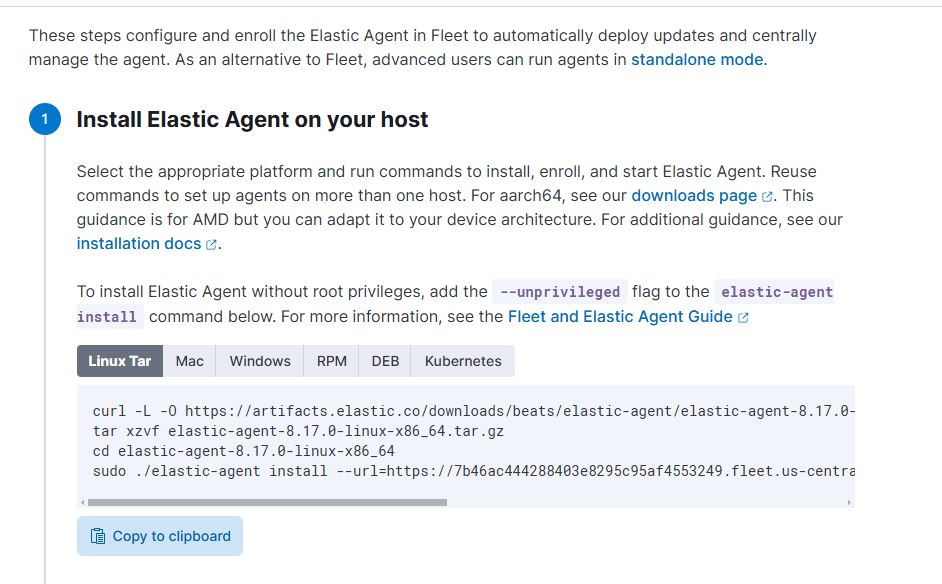 These steps configure and enroll the Elastic Agent in Fleet to automatically deploy updates and centrally
manage the agent. As an alternative to Fleet, advanced users can run agents in standalone mode.
1 Install Elastic Agent on your host
Select the appropriate platform and run commands to install, enroll, and start Elastic Agent. Reuse
commands to set up agents on more than one host. For aarch64, see our downloads page. This
guidance is for AMD but you can adapt it to your device architecture. For additional guidance, see our
installation docs.
To install Elastic Agent without root privileges, add the --unprivileged flag to the elastic-agent
install command below. For more information, see the Fleet and Elastic Agent Guide
Linux Tar Mac Windows RPM DEB Kubernetes
curl -L -O https://artifacts.elastic.co/downloads/beats/elastic-agent/elastic-agent-8.17.0-
tar xzvf elastic-agent-8.17.0-linux-x86_64.tar.gz
cd elastic-agent-8.17.0-linux-x86_64
sudo ./elastic-agent install --url=https://7b46ac444288403e8295c95af4553249.fleet.us-centra
Copy to clipboard